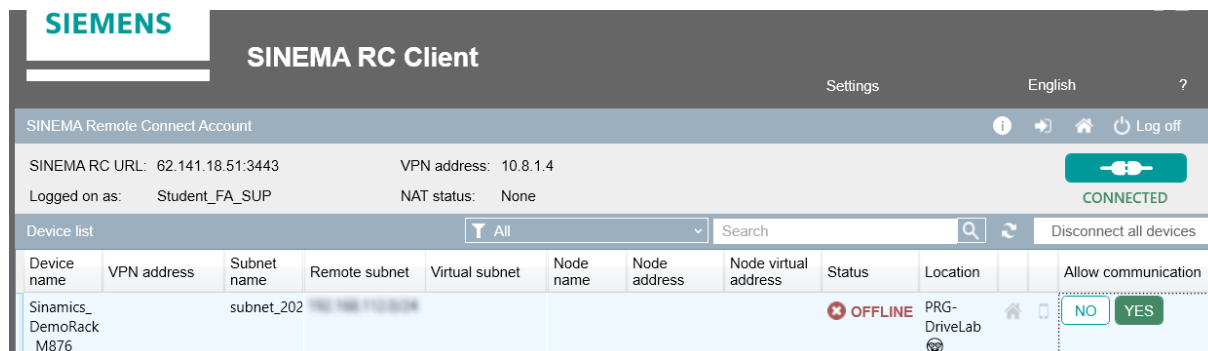 SIEMENS
SINEMA RC Client
Settings English ?
SINEMA Remote Connect Account Log off
SINEMA RC URL: 62.141.18.51:3443 VPN address: 10.8.1.4
Logged on as: Student_FA_SUP NAT status: None CONNECTED
Device list All Search Disconnect all devices
Device name VPN address Subnet name Remote subnet Virtual subnet Node name Node address Node virtual address Status Location Allow communication
Sinamics_ subnet_202 OFFLINE PRG- NO YES
DemoRack DriveLab
_M876